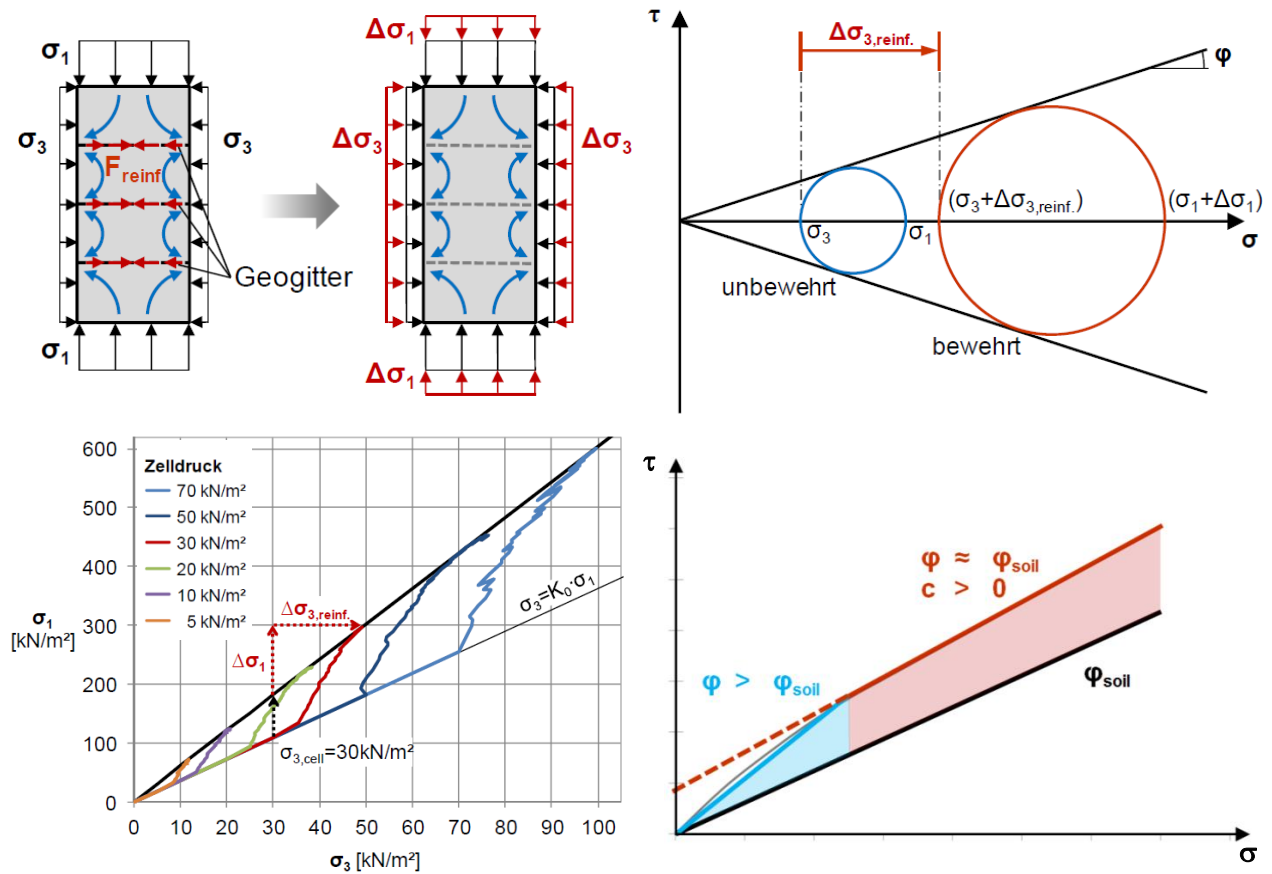 σ₁
σ₃
σ₃
F reinf
Geogitter
σ₁
Δσ₁
Δσ₃
Δσ₃
Δσ₁
τ
Δσ₃,reinf.
φ
(σ₃+Δσ₃,reinf.)
(σ₁+Δσ₁)
σ₃
σ₁
σ
unbewehrt
bewehrt
600
500
400
300
200
100
0
σ₁
[kN/m²]
Zelldruck
70 kN/m²
50 kN/m²
30 kN/m²
20 kN/m²
10 kN/m²
5 kN/m²
Δσ₃,reinf.
Δσ₁
σ₃=K₀·σ₁
σ₃,cell=30kN/m²
0 10 20 30 40 50 60 70 80 90 100
σ₃ [kN/m²]
τ
φ ≈ φsoil
c > 0
φ > φsoil
φsoil
σ